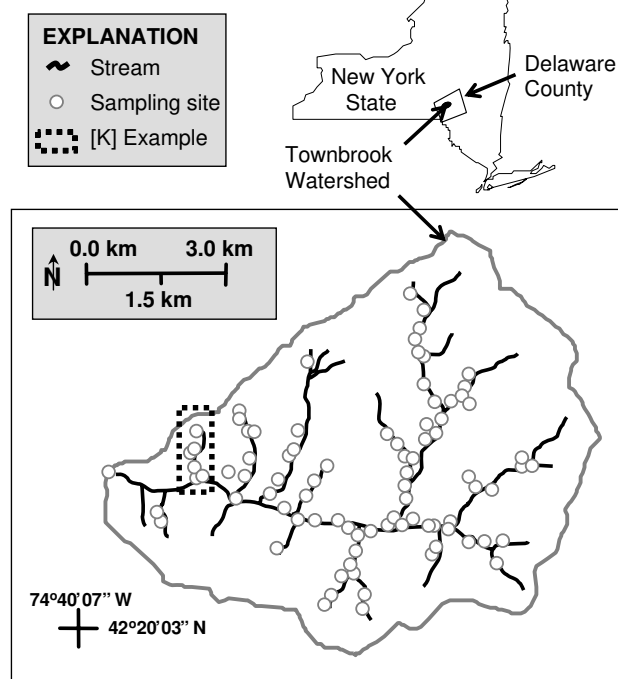 EXPLANATION
Stream
Sampling site
[K] Example
New York
State
Delaware
County
Townbrook
Watershed
0.0 km 3.0 km
N
1.5 km
74º40’07” W
42º20’03” N